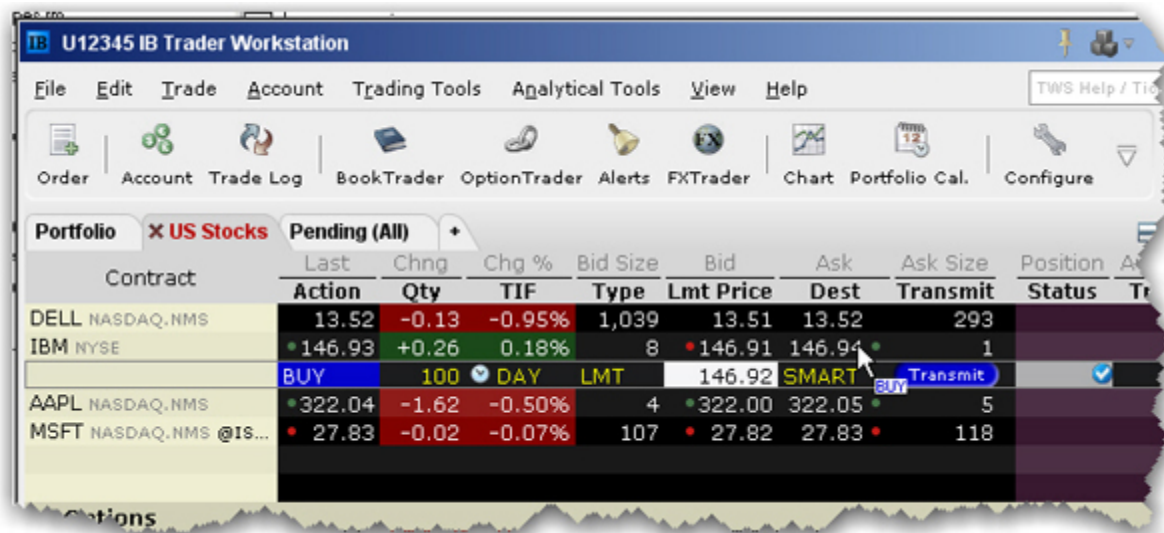 IB U12345 IB Trader Workstation
File Edit Trade Account Trading Tools Analytical Tools View Help TWS Help /
Order Account Trade Log BookTrader OptionTrader Alerts FXTrader Chart Portfolio Cal. Configure
Portfolio US Stocks Pending (All) +
Contract
Last Chng Chg % Bid Size Bid Ask Ask Size Position
Action Qty TIF Type Lmt Price Dest Transmit Status
DELL NASDAQ.NMS 13.52 -0.13 -0.95% 1,039 13.51 13.52 293
IBM NYSE 146.93 +0.26 0.18% 8 146.91 146.94 1
BUY 100 DAY LMT 146.92 SMART Transmit
BUY
AAPL NASDAQ.NMS 322.04 -1.62 -0.50% 4 322.00 322.05 5
MSFT NASDAQ.NMS @IS... 27.83 -0.02 -0.07% 107 27.82 27.83 118